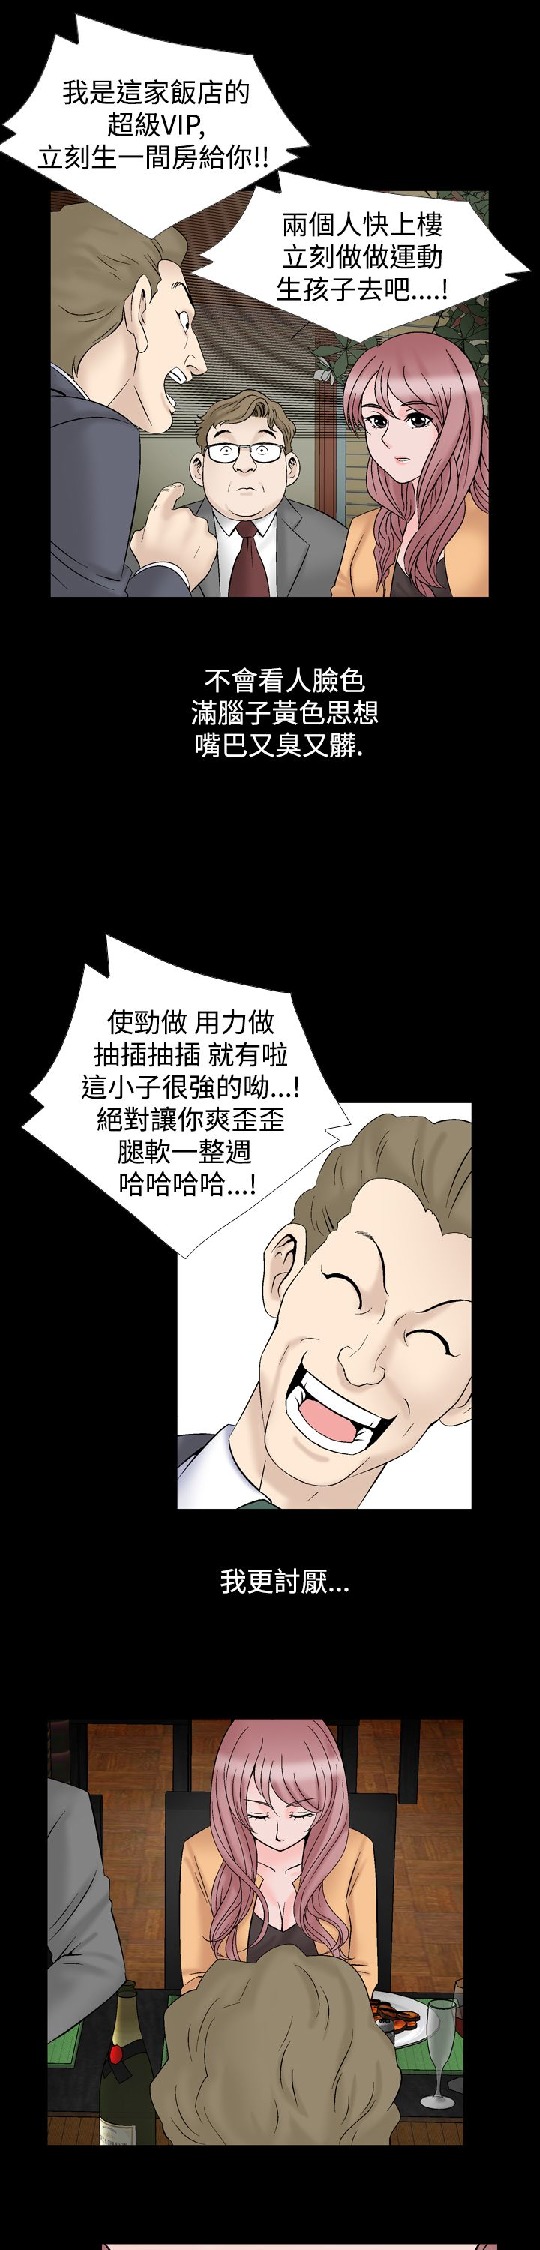 我是這家飯店的
超級VIP,
立刻生一間房給你!!
兩個人快上樓
立刻做做運動
生孩子去吧....!
不會看人臉色
滿腦子黃色思想
嘴巴又臭又髒.
使勁做 用力做
抽插抽插 就有啦
這小子很強的呦...!
絕對讓你爽歪歪
腿軟一整週
哈哈哈哈...!
我更討厭...